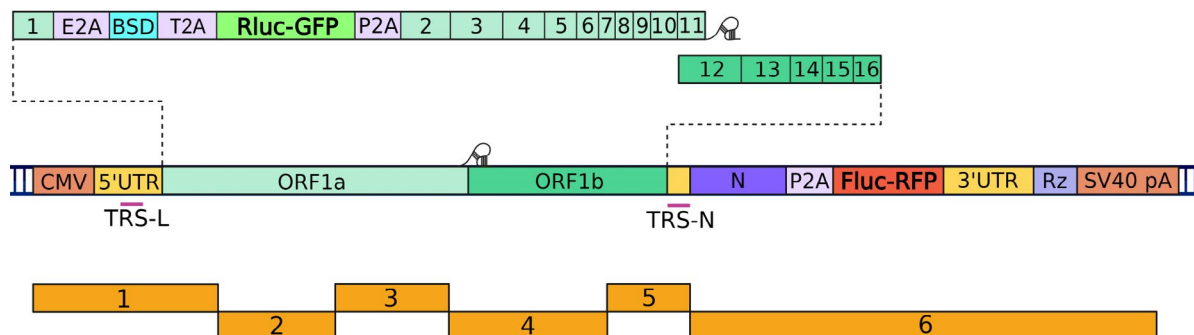 1 E2A BSD T2A Rluc-GFP P2A 2 3 4 5 6 7 8 9 10 11
12 13 14 15 16
CMV 5'UTR ORF1a ORF1b N P2A Fluc-RFP 3'UTR Rz SV40 pA
TRS-L TRS-N
1 3 5
2 4 6